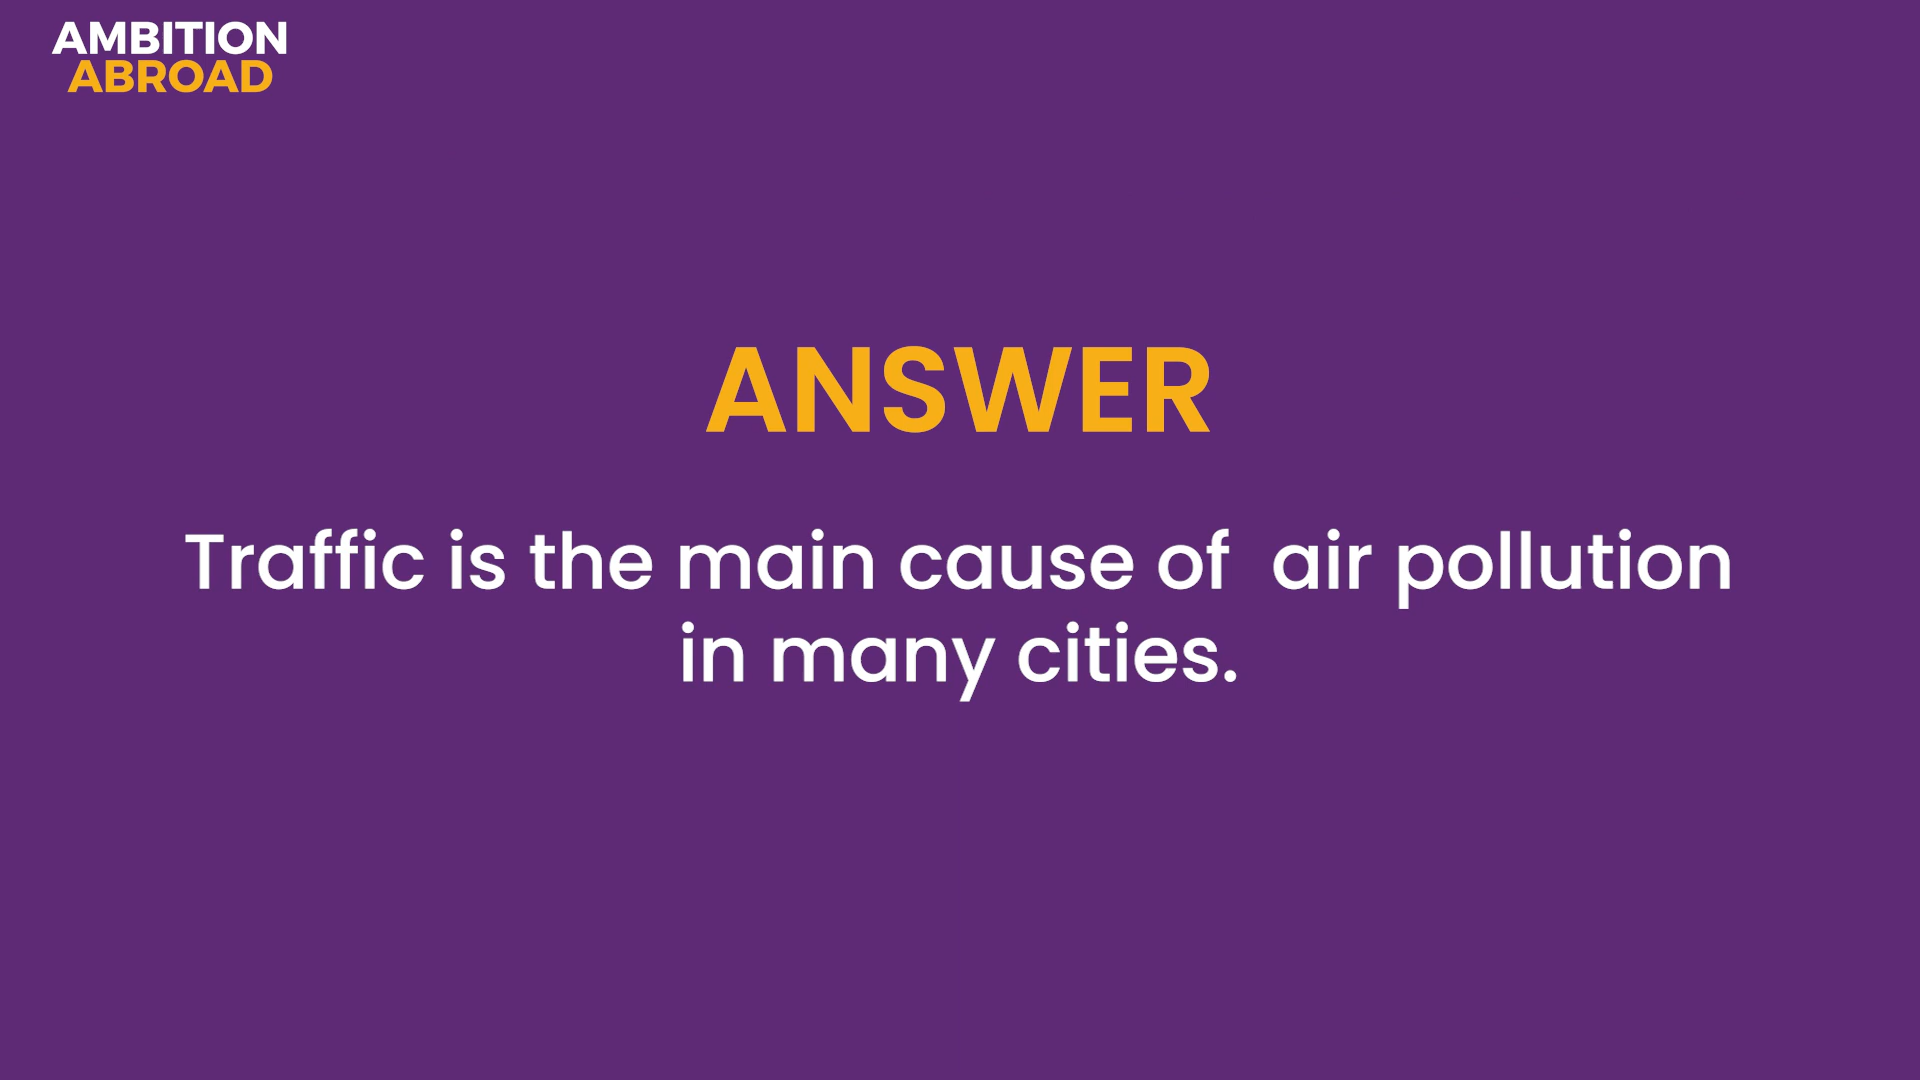 AMBITION
ABROAD
ANSWER
Traffic is the main cause of  air pollution
in many cities.